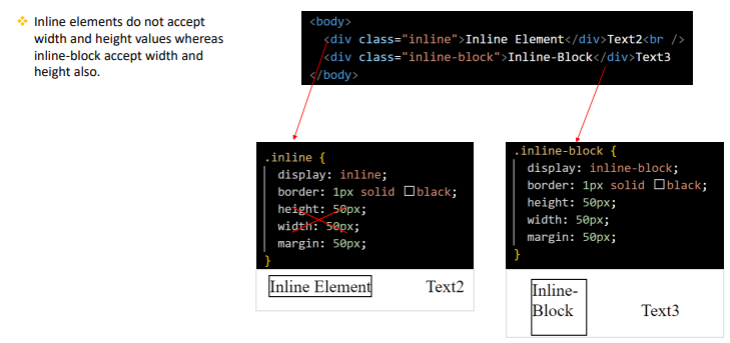 Inline elements do not accept
width and height values whereas
inline-block accept width and
height also.
<body>
<div class="inline">Inline Element</div>Text2<br />
<div class="inline-block">Inline-Block</div>Text3
</body>
.inline {
display: inline;
border: 1px solid black;
height: 50px;
width: 50px;
margin: 50px;
}
Inline Element Text2
.inline-block {
display: inline-block;
border: 1px solid black;
height: 50px;
width: 50px;
margin: 50px;
}
Inline-
Block Text3